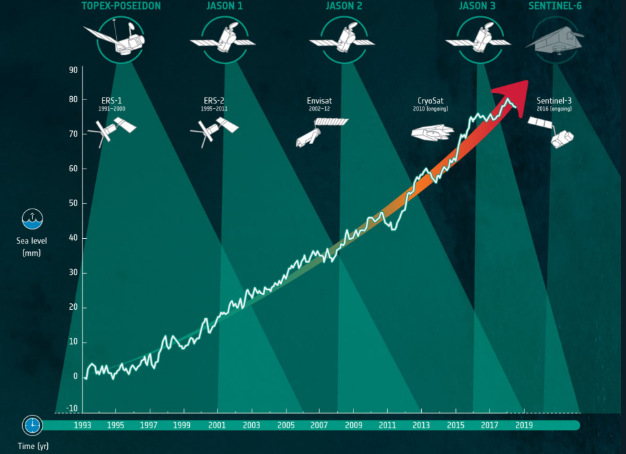 TOPEX-POSEIDON
JASON 1
JASON 2
JASON 3
SENTINEL-6
90
80
70
60
50
40
30
20
10
0
-10
ERS-1
1991–2000
ERS-2
1995–2011
Envisat
2002–12
CryoSat
2010 (ongoing)
Sentinel-3
2016 (ongoing)
Sea level
(mm)
1993 1995 1997 1999 2001 2003 2005 2007 2009 2011 2013 2015 2017 2019
Time (yr)